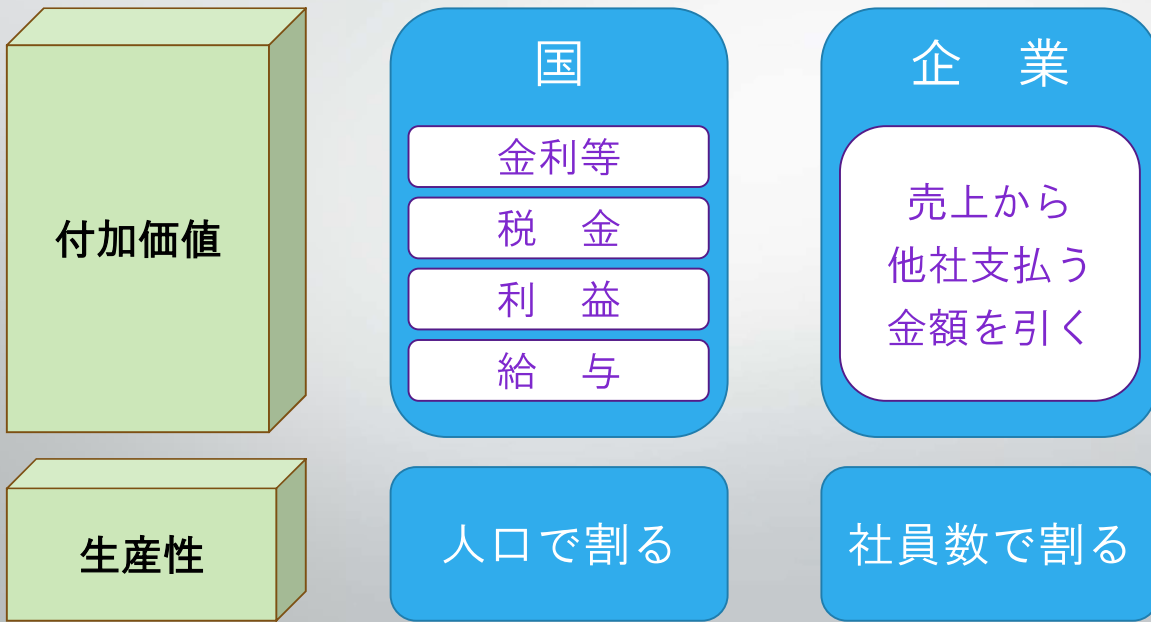 付加価値
国
金利等
税　金
利　益
給　与
企　業
売上から
他社支払う
金額を引く
生産性
人口で割る
社員数で割る